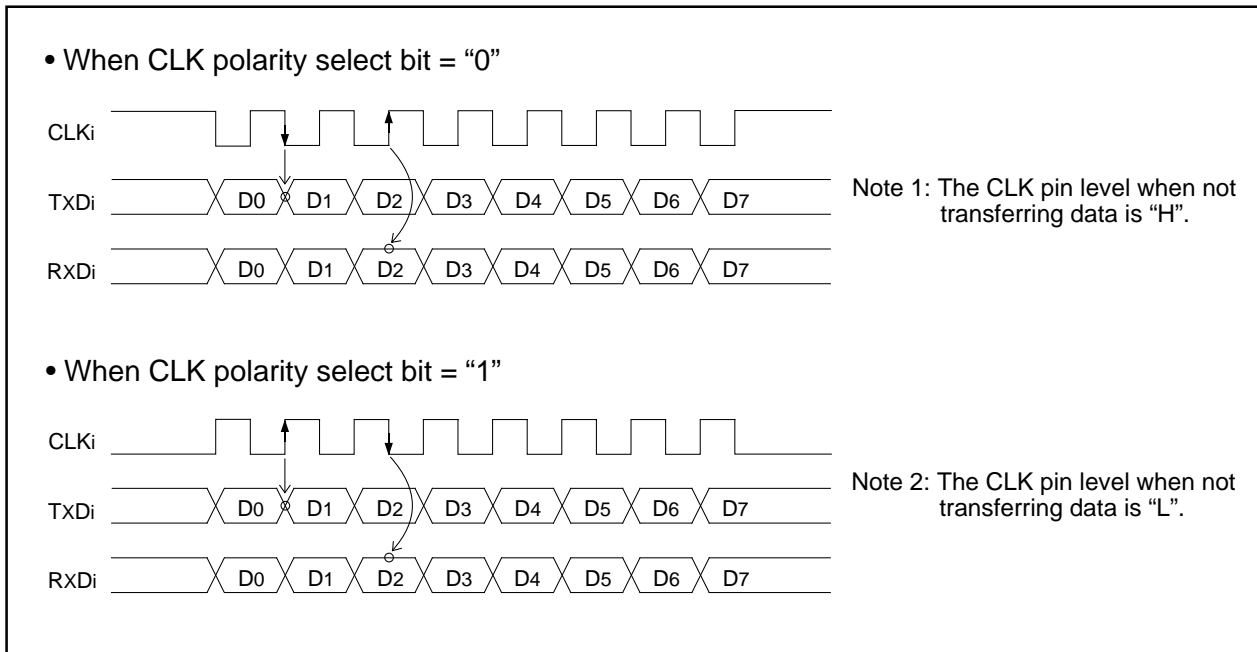 • When CLK polarity select bit = “0”
CLKi
TXDi D0 D1 D2 D3 D4 D5 D6 D7
RXDi D0 D1 D2 D3 D4 D5 D6 D7
Note 1: The CLK pin level when not
transferring data is “H”.
• When CLK polarity select bit = “1”
CLKi
TXDi D0 D1 D2 D3 D4 D5 D6 D7
RXDi D0 D1 D2 D3 D4 D5 D6 D7
Note 2: The CLK pin level when not
transferring data is “L”.